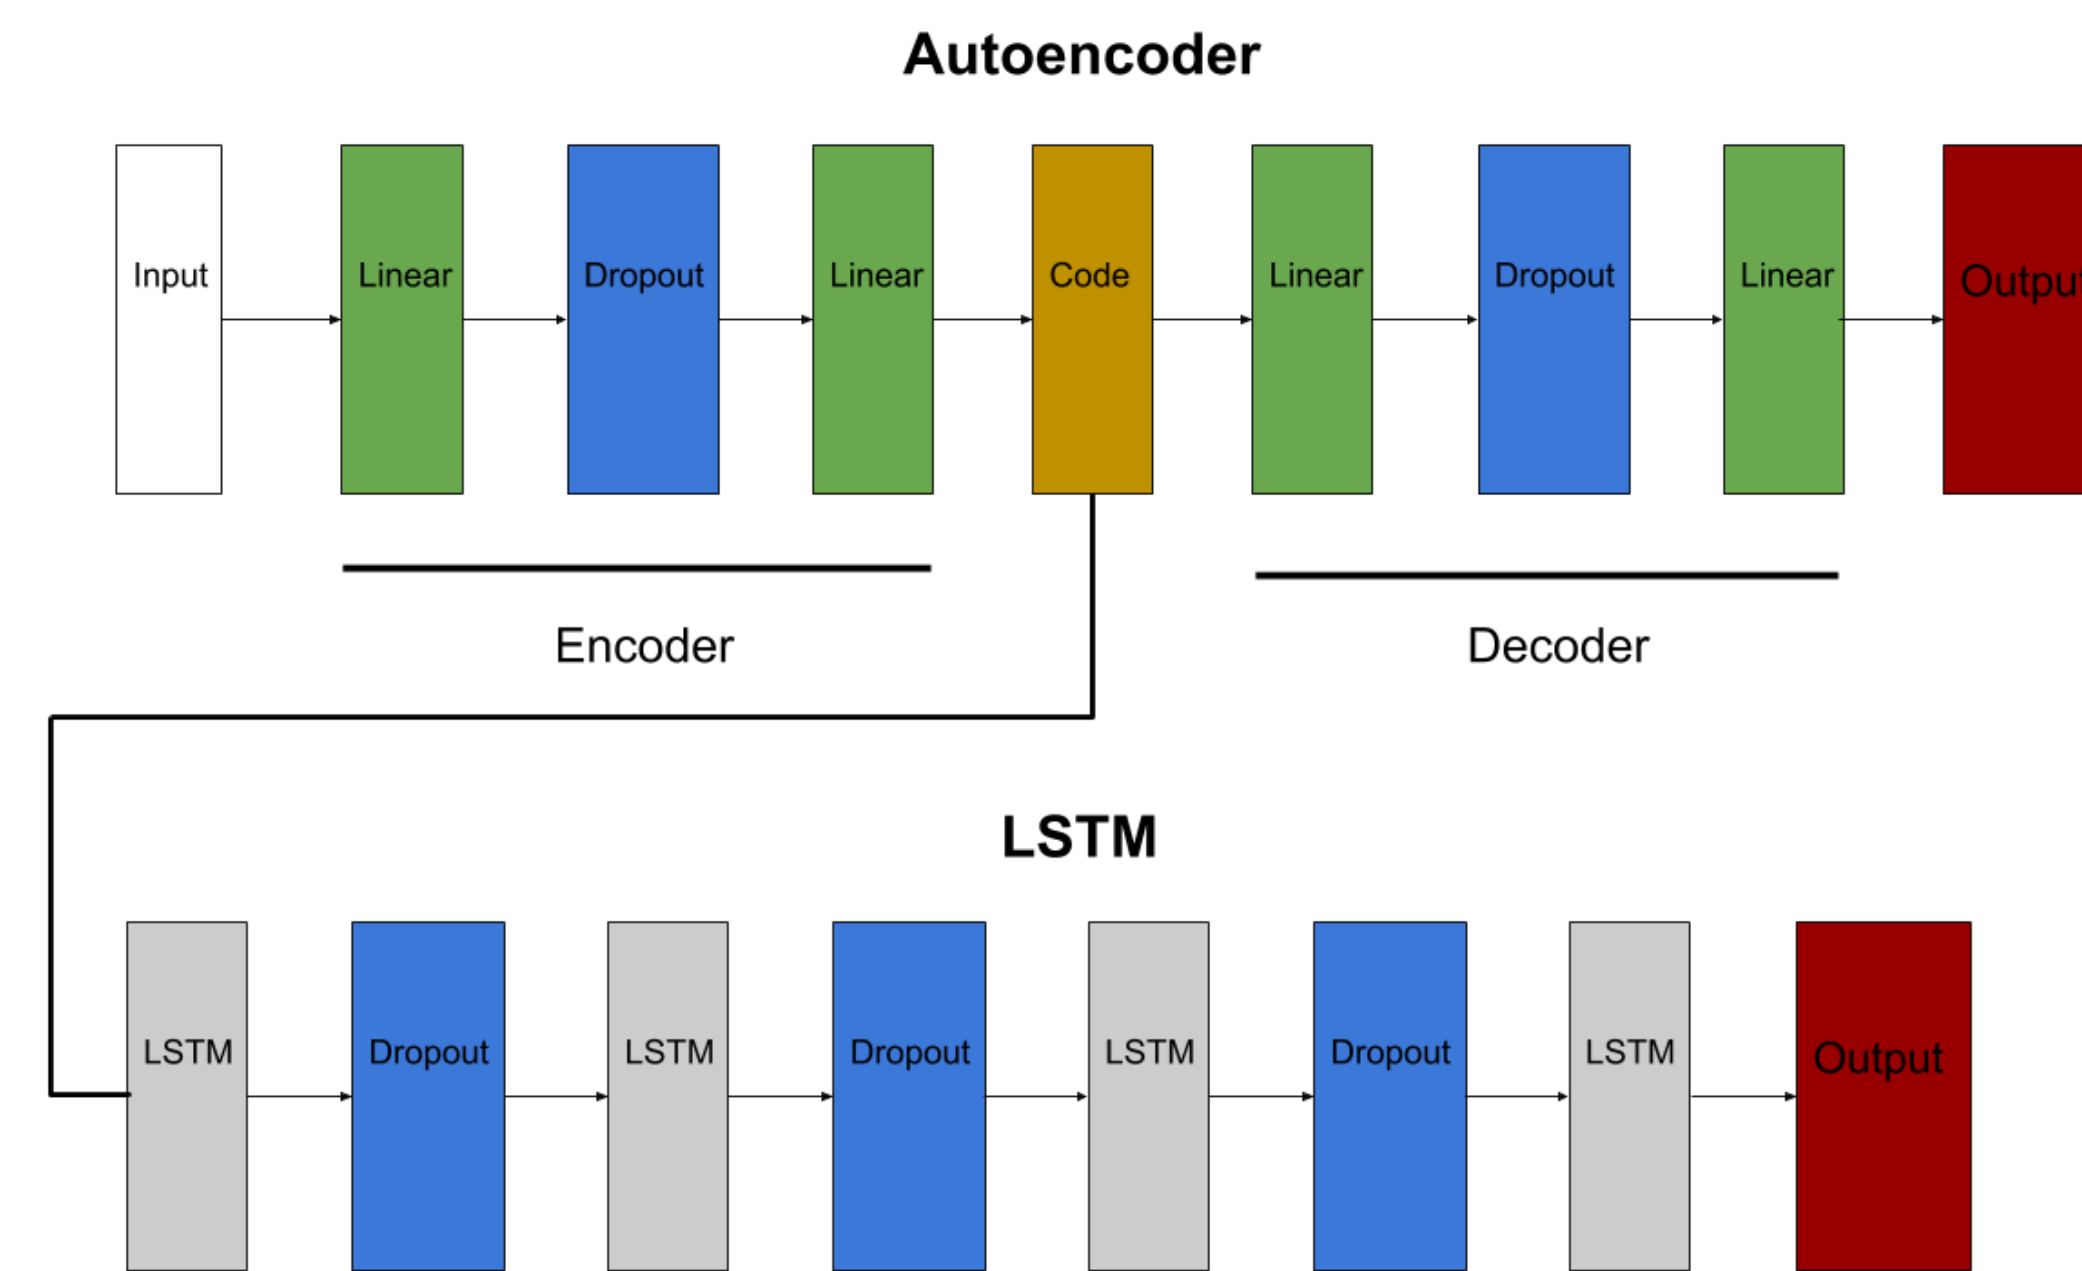 Autoencoder
Input
Linear
Dropout
Linear
Code
Linear
Dropout
Linear
Output
Encoder
Decoder
LSTM
LSTM
Dropout
LSTM
Dropout
LSTM
Dropout
LSTM
Output